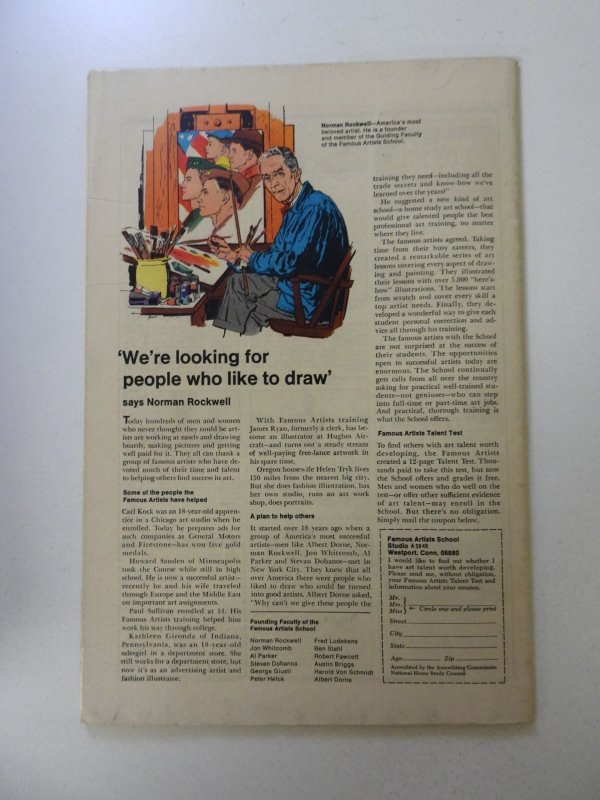 Norman Rockwell—America's most
beloved artist. He is a founder
and member of the Guiding Faculty
of the Famous Artists School.
'We're looking for
people who like to draw'
says Norman Rockwell
Today hundreds of men and women
who never thought they could be art-
ists are working at easels and drawing
boards, making pictures and getting
well paid for it. They all can thank a
group of famous artists who have de-
voted much of their time and talent
to helping others find success in art.
Some of the people the
Famous Artists have helped
Carl Kock was an 18-year-old appren-
tice in a Chicago art studio when he
enrolled. Today he prepares ads for
such companies as General Motors
and Firestone—has won five gold
medals.
Howard Sanden of Minneapolis
took the Course while still in high
school. He is now a successful artist—
recently he and his wife traveled
through Europe and the Middle East
on important art assignments.
Paul Sullivan enrolled at 14. His
Famous Artists training helped him
work his way through college.
Kathleen Gironda of Indiana,
Pennsylvania, was an 18-year-old
salesgirl in a department store. She
still works for a department store, but
now it's as an advertising artist and
fashion illustrator.
With Famous Artists training
James Ryan, formerly a clerk, has be-
come an illustrator at Hughes Air-
craft—and turns out a steady stream
of well-paying free-lance artwork in
his spare time.
Oregon housewife Helen Tryk lives
150 miles from the nearest big city.
But she does fashion illustration, has
her own studio, runs an art work
shop, does portraits.
A plan to help others
It started over 18 years ago when a
group of America's most successful
artists—men like Albert Dorne, Nor-
man Rockwell, Jon Whitcomb, Al
Parker and Stevan Dohanos—met in
New York City. They knew that all
over America there were people who
liked to draw who could be turned
into good artists. Albert Dorne asked,
"Why can't we give these people the
Founding Faculty of the
Famous Artists School
Norman Rockwell
Jon Whitcomb
Al Parker
Stevan Dohanos
George Giusti
Peter Helck
Fred Ludekens
Ben Stahl
Robert Fawcett
Austin Briggs
Harold Von Schmidt
Albert Dorne
training they need—including all the
trade secrets and know-how we've
learned over the years?"
He suggested a new kind of art
school—a home study art school—that
would give talented people the best
professional art training, no matter
where they live.
The famous artists agreed. Taking
time from their busy careers, they
created a remarkable series of art
lessons covering every aspect of draw-
ing and painting. They illustrated
their lessons with over 5,000 "here's-
how" illustrations. The lessons start
from scratch and cover every skill a
top artist needs. Finally, they de-
veloped a wonderful way to give each
student personal correction and ad-
vice all through his training.
The famous artists with the School
are not surprised at the success of
their students. The opportunities
open to successful artists today are
enormous. The School continually
gets calls from all over the country
asking for practical well-trained stu-
dents—not geniuses—who can step
into full-time or part-time art jobs.
And practical, thorough training is
what the School offers.
Famous Artists Talent Test
To find others with art talent worth
developing, the Famous Artists
created a 12-page Talent Test. Thou-
sands paid to take this test, but now
the School offers and grades it free.
Men and women who do well on the
test—or offer other sufficient evidence
of art talent—may enroll in the
School. But there's no obligation.
Simply mail the coupon below.
Famous Artists School
Studio A 5949
Westport, Conn. 06880
I would like to find out whether I
have art talent worth developing.
Please send me, without obligation,
your Famous Artists Talent Test and
information about your courses.
Mr.
Mrs.
Miss
← Circle one and please print
Street
City
State
Age Zip
Accredited by the Accrediting Commission
National Home Study Council